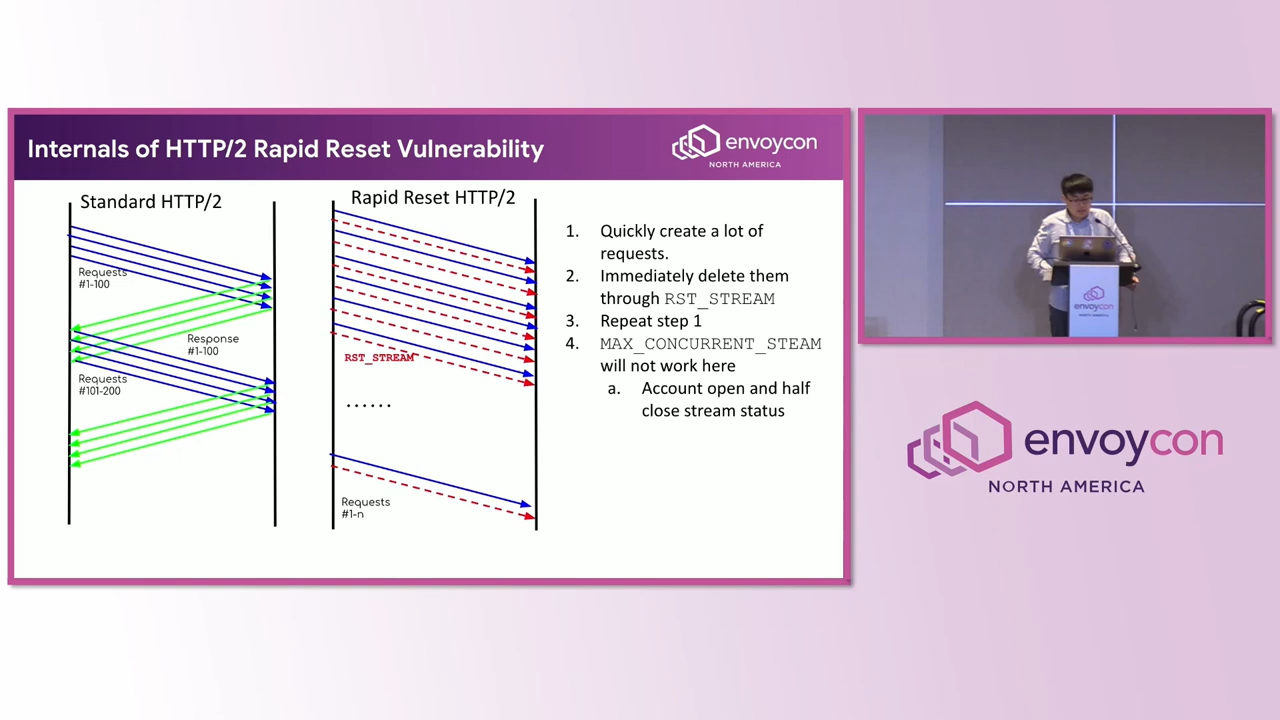 Internals of HTTP/2 Rapid Reset Vulnerability
envoycon
NORTH AMERICA
Standard HTTP/2
Requests
#1-100
Response
#1-100
Requests
#101-200
Rapid Reset HTTP/2
RST_STREAM
......
Requests
#1-n
1. Quickly create a lot of
requests.
2. Immediately delete them
through RST_STREAM
3. Repeat step 1
4. MAX_CONCURRENT_STEAM
will not work here
a. Account open and half
close stream status
envoycon
NORTH AMERICA
envoycon
NORTH AMERICA